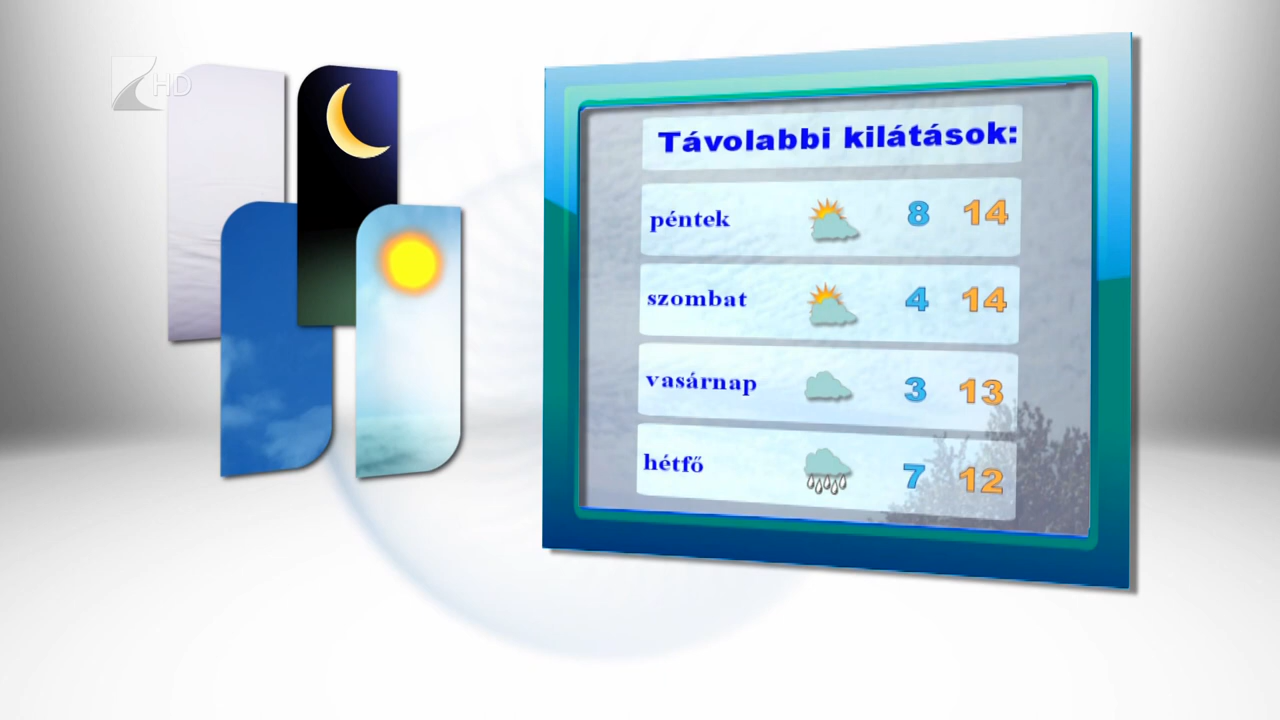 HD
Távolabbi kilátások:
péntek 8 14
szombat 4 14
vasárnap 3 13
hétfő 7 12